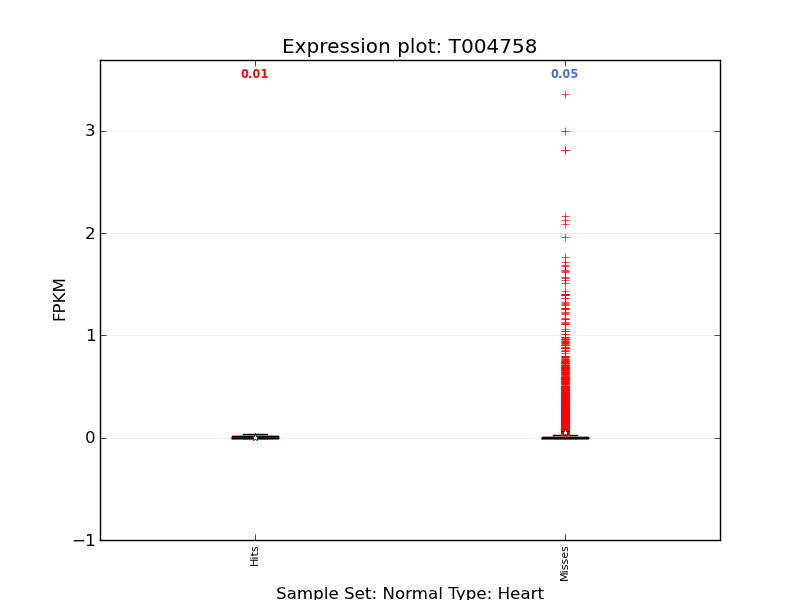 Expression plot: T004758
0.01
0.05
3
2
1
0
−1
FPKM
Hits
Misses
Sample Set: Normal Type: Heart